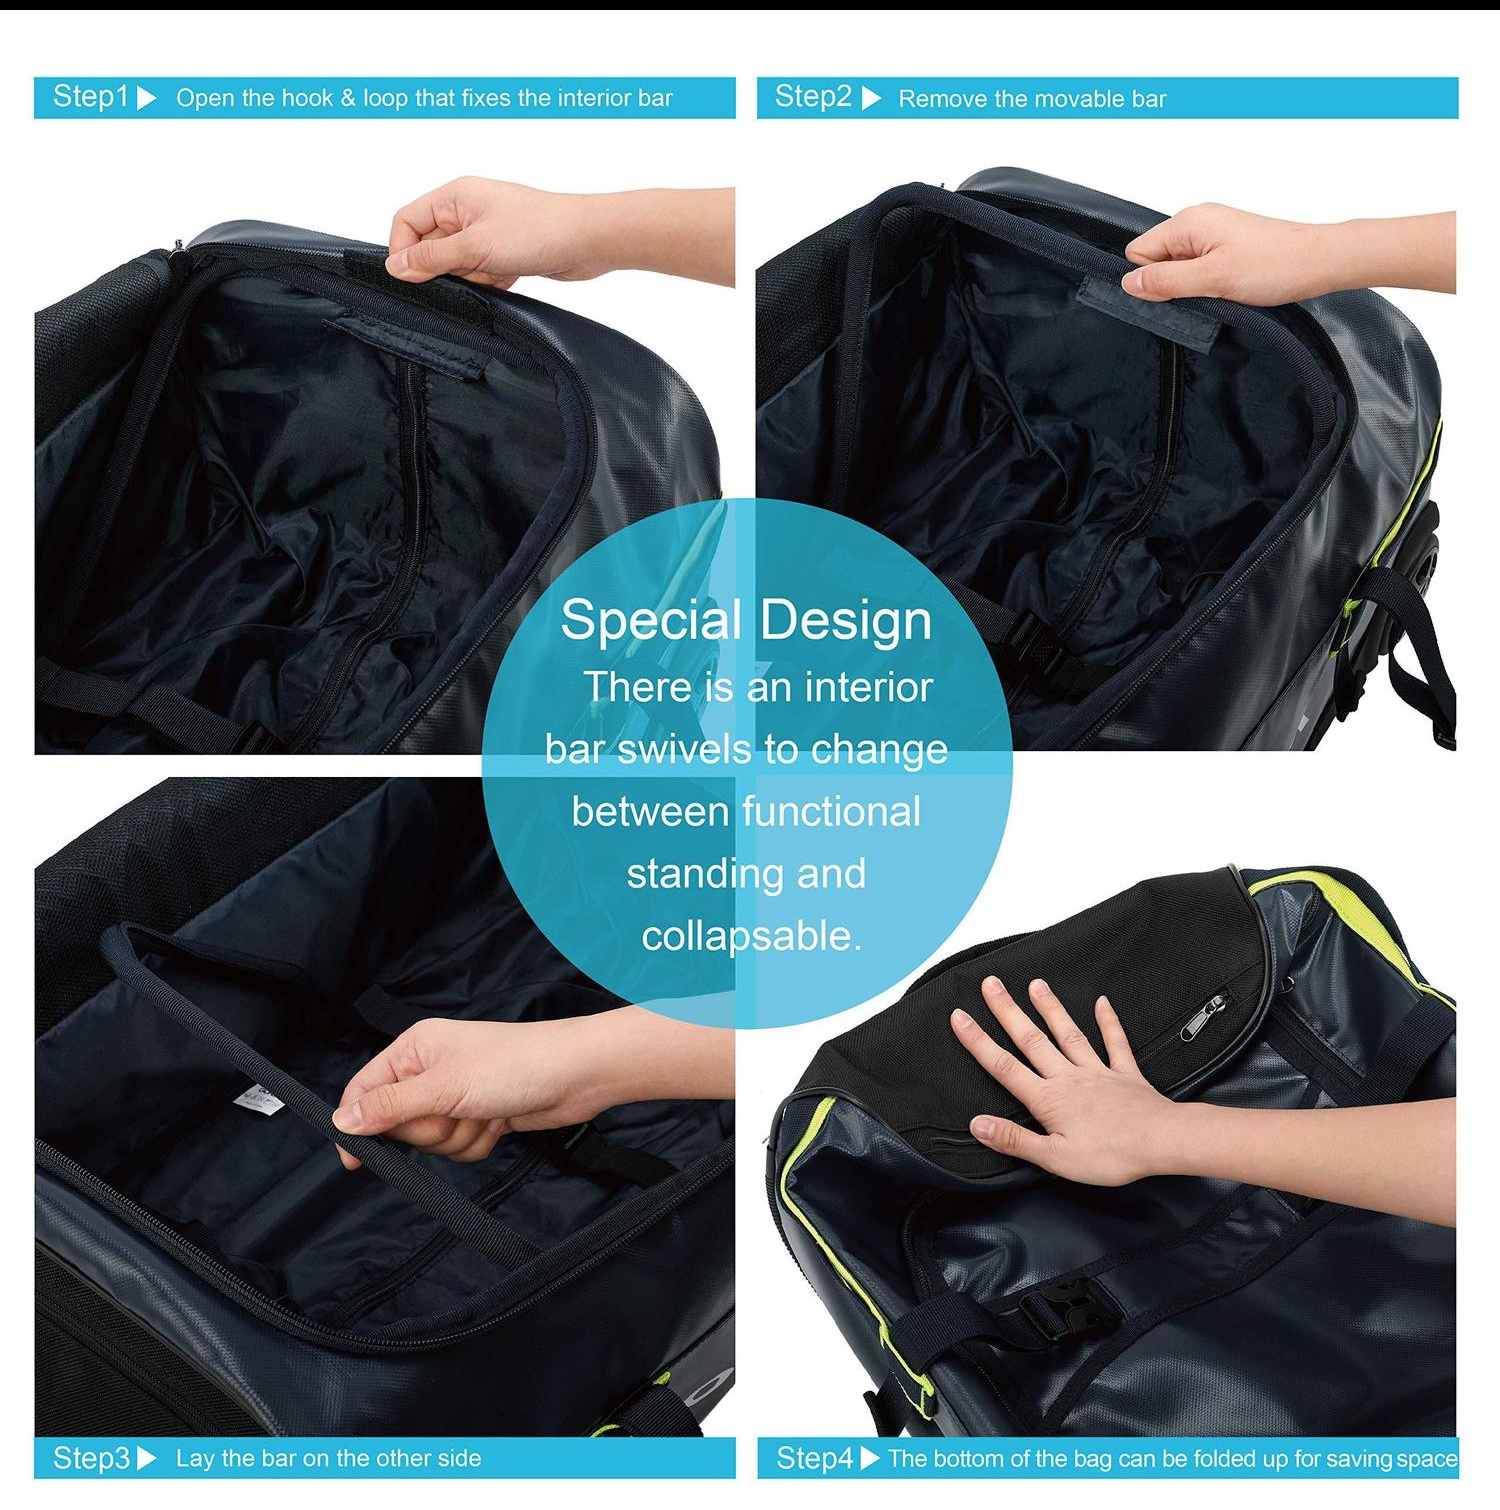 Step1 Open the hook & loop that fixes the interior bar
Step2 Remove the movable bar
Special Design
There is an interior
bar swivels to change
between functional
standing and
collapsable.
Step3 Lay the bar on the other side
Step4 The bottom of the bag can be folded up for saving space